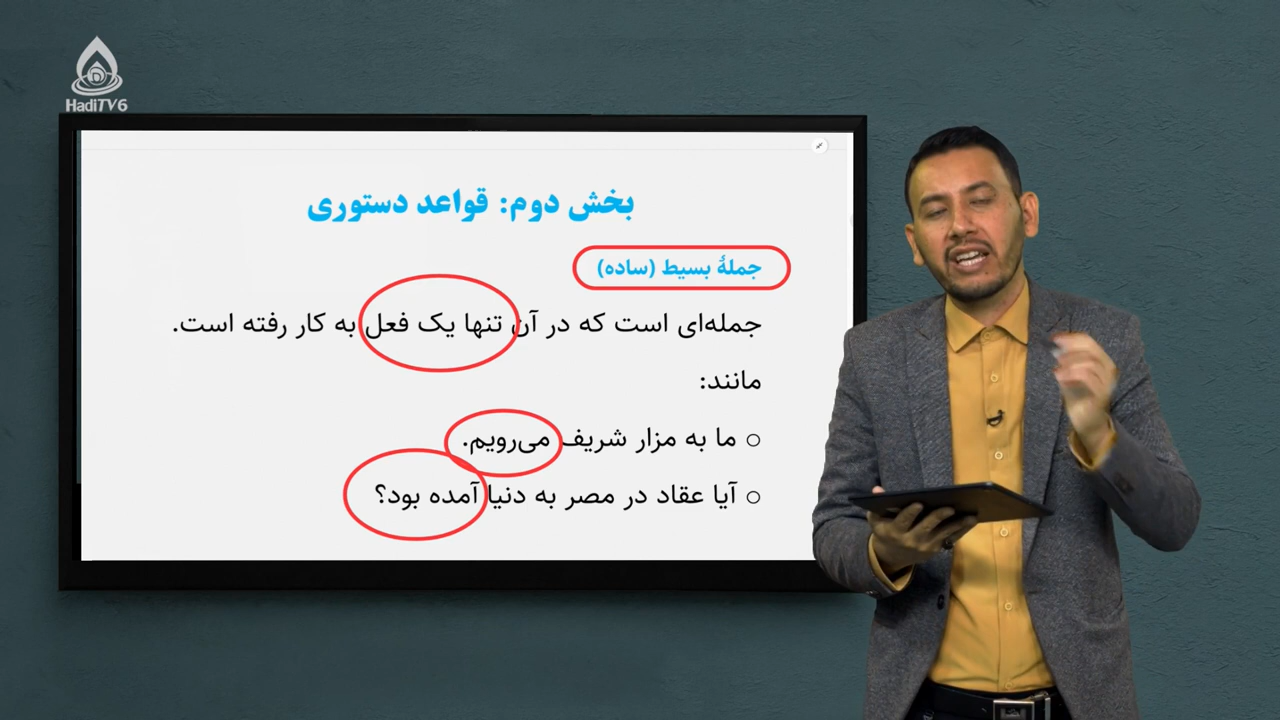 HadiTV6
بخش دوم: قواعد دستوری
جملهٔ بسیط (ساده)
جمله‌ای است که در آن تنها یک فعل به کار رفته است.
مانند:
○ ما به مزار شریف می‌رویم.
○ آیا عقاد در مصر به دنیا آمده بود؟